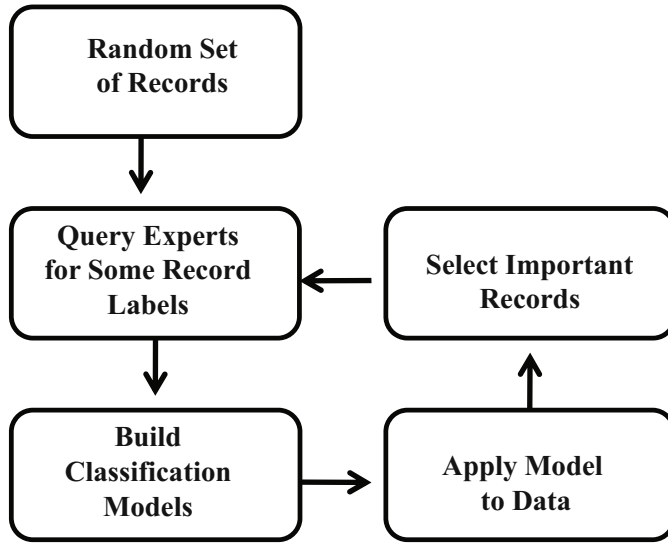 Random Set
of Records
Query Experts
for Some Record
Labels
Select Important
Records
Build
Classification
Models
Apply Model
to Data